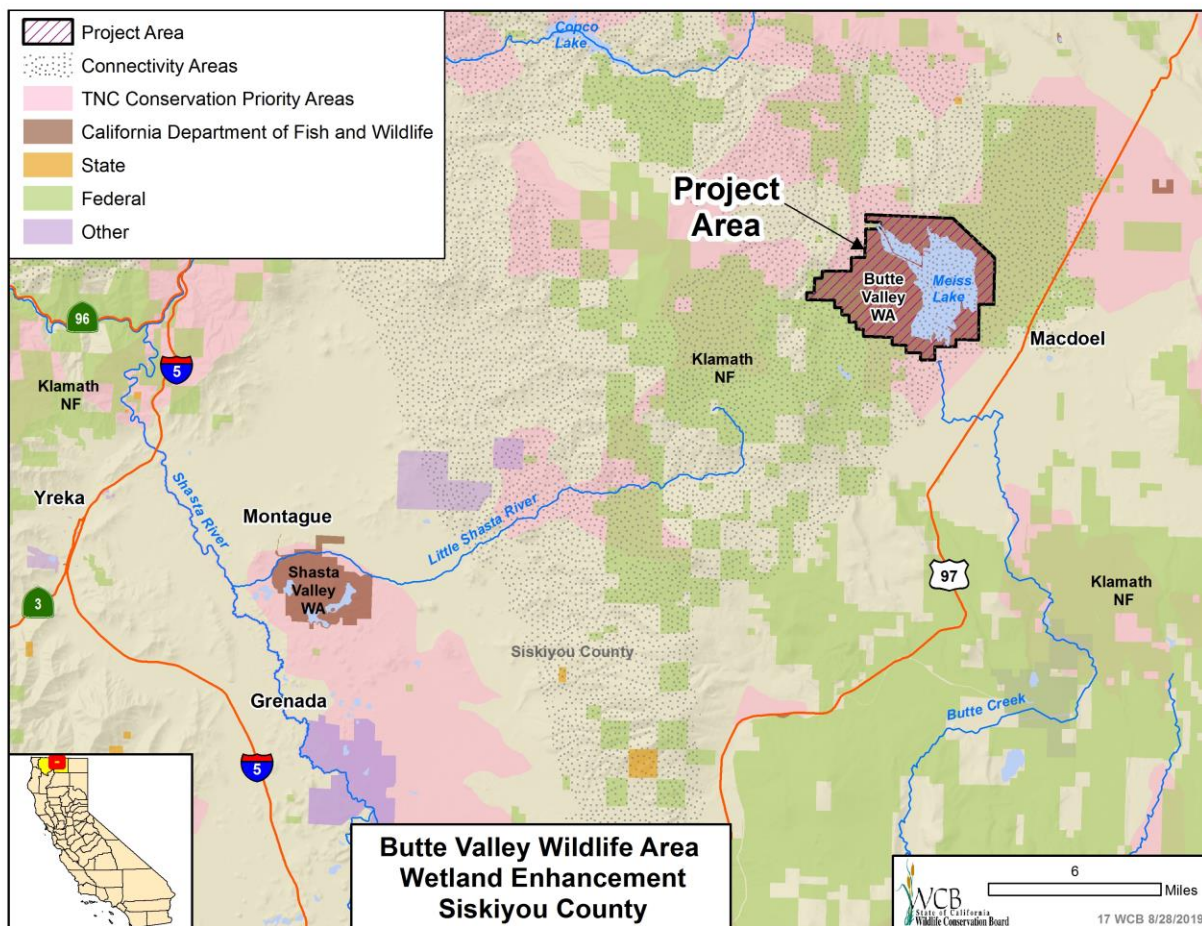 Project Area
Connectivity Areas
TNC Conservation Priority Areas
California Department of Fish and Wildlife
State
Federal
Other
Copco
Lake
Project
Area
Butte
Valley
WA
Meiss
Lake
Macdoel
96
5
Klamath
NF
Klamath
NF
Yreka
Shasta River
Montague
Little Shasta River
Shasta
Valley
WA
3
97
Klamath
NF
Siskiyou County
Grenada
Butte Creek
5
Butte Valley Wildlife Area
Wetland Enhancement
Siskiyou County
WCB
State of California
Wildlife Conservation Board
6
Miles
17 WCB 8/28/2019